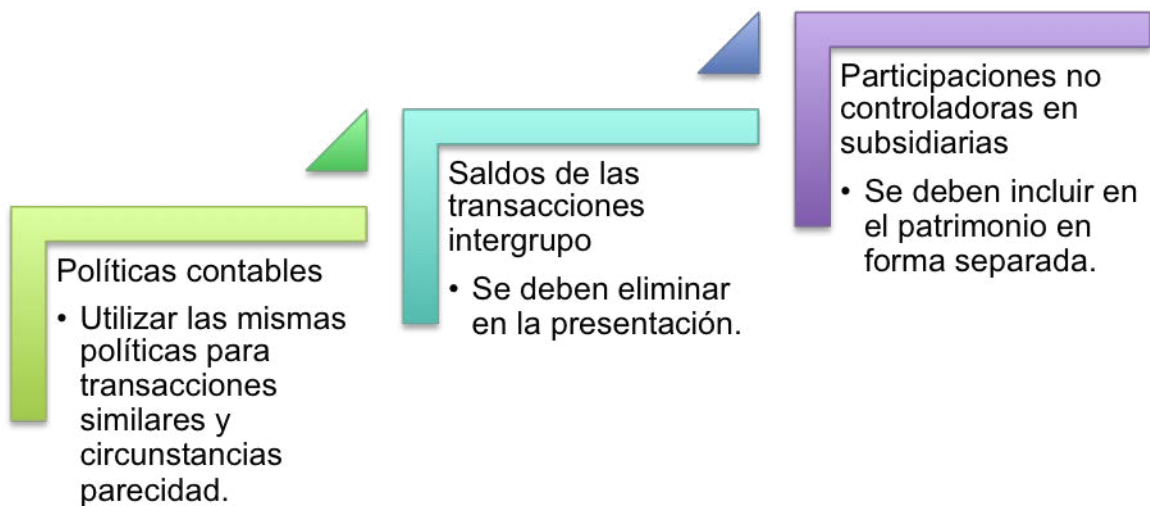 Políticas contables
• Utilizar las mismas
políticas para
transacciones
similares y
circunstancias
parecidad.
Saldos de las
transacciones
intergrupo
• Se deben eliminar
en la presentación.
Participaciones no
controladoras en
subsidiarias
• Se deben incluir en
el patrimonio en
forma separada.